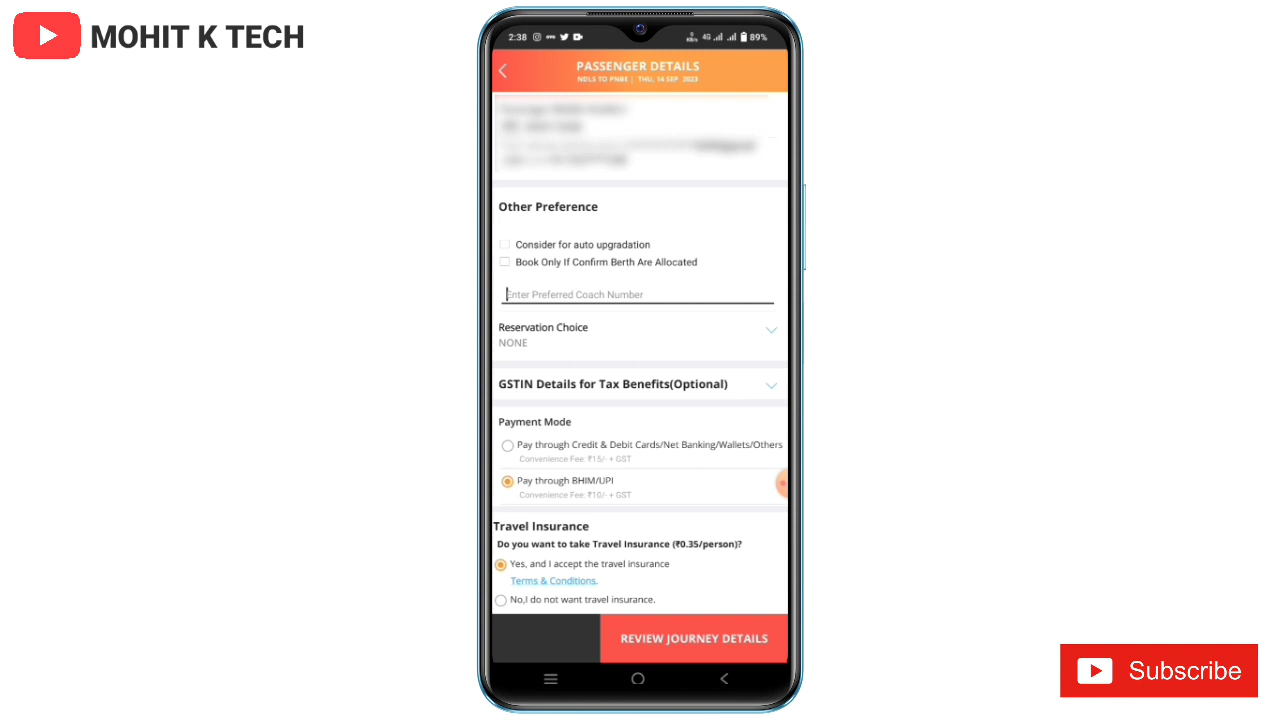 MOHIT K TECH
2:38
0
KB/s 4G 89%
PASSENGER DETAILS
NDLS TO PNBE | THU, 14 SEP 2023
Other Preference
Consider for auto upgradation
Book Only If Confirm Berth Are Allocated
Enter Preferred Coach Number
Reservation Choice
NONE
GSTIN Details for Tax Benefits(Optional)
Payment Mode
Pay through Credit & Debit Cards/Net Banking/Wallets/Others
Convenience Fee: ₹15/- + GST
Pay through BHIM/UPI
Convenience Fee: ₹10/- + GST
Travel Insurance
Do you want to take Travel Insurance (₹0.35/person)?
Yes, and I accept the travel insurance
Terms & Conditions.
No,I do not want travel insurance.
REVIEW JOURNEY DETAILS
Subscribe